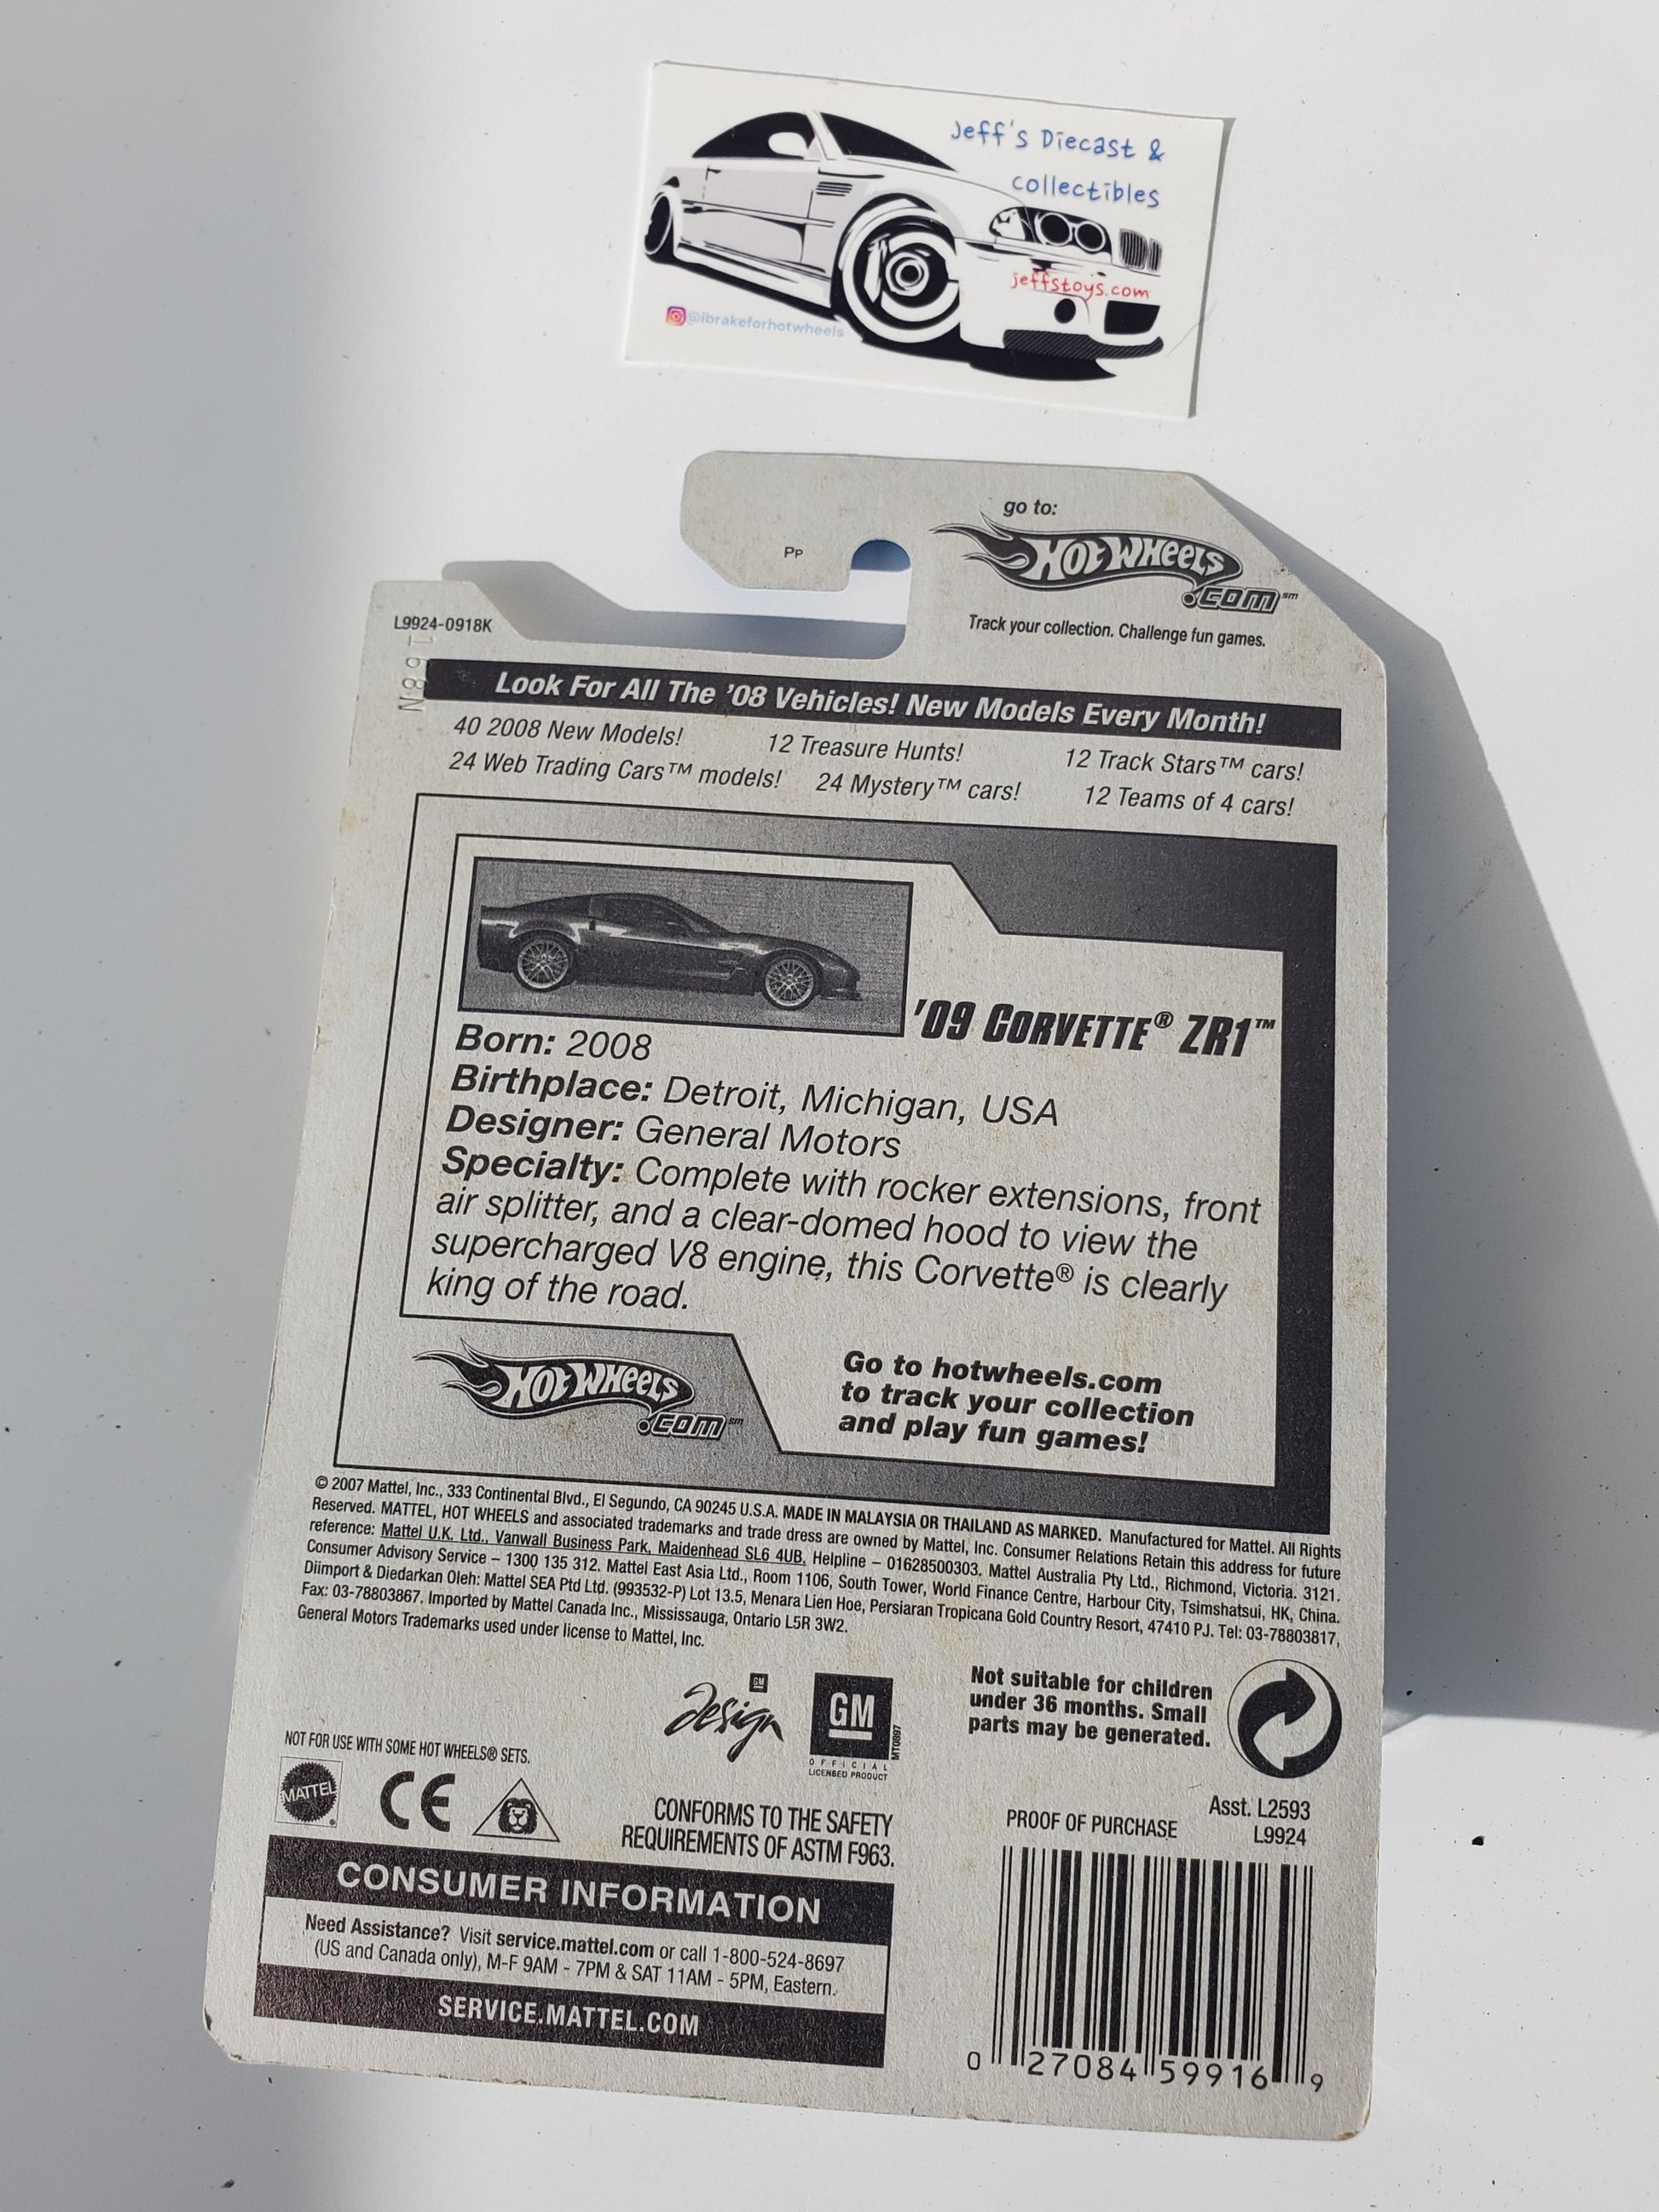 Jeff's Diecast &
collectibles
jeffstoys.com
@ibrakeforhotwheels
go to:
Hot Wheels
.com℠
Track your collection. Challenge fun games.
Pp
L9924-0918K
Look For All The '08 Vehicles! New Models Every Month!
40 2008 New Models! 12 Treasure Hunts! 12 Track Stars™ cars!
24 Web Trading Cars™ models! 24 Mystery™ cars! 12 Teams of 4 cars!
'09 Corvette® ZR1™
Born: 2008
Birthplace: Detroit, Michigan, USA
Designer: General Motors
Specialty: Complete with rocker extensions, front
air splitter, and a clear-domed hood to view the
supercharged V8 engine, this Corvette® is clearly
king of the road.
Hot Wheels
.com℠
Go to hotwheels.com
to track your collection
and play fun games!
© 2007 Mattel, Inc., 333 Continental Blvd., El Segundo, CA 90245 U.S.A. MADE IN MALAYSIA OR THAILAND AS MARKED. Manufactured for Mattel. All Rights
Reserved. MATTEL, HOT WHEELS and associated trademarks and trade dress are owned by Mattel, Inc. Consumer Relations Retain this address for future
reference: Mattel U.K. Ltd., Vanwall Business Park, Maidenhead SL6 4UB. Helpline – 01628500303. Mattel Australia Pty Ltd., Richmond, Victoria. 3121.
Consumer Advisory Service – 1300 135 312. Mattel East Asia Ltd., Room 1106, South Tower, World Finance Centre, Harbour City, Tsimshatsui, HK, China.
Diimport & Diedarkan Oleh: Mattel SEA Ptd Ltd. (993532-P) Lot 13.5, Menara Lien Hoe, Persiaran Tropicana Gold Country Resort, 47410 PJ. Tel: 03-78803817,
Fax: 03-78803867. Imported by Mattel Canada Inc., Mississauga, Ontario L5R 3W2.
General Motors Trademarks used under license to Mattel, Inc.
GM
Design
GM
OFFICIAL
LICENSED PRODUCT
MT0897
Not suitable for children
under 36 months. Small
parts may be generated.
NOT FOR USE WITH SOME HOT WHEELS® SETS.
MATTEL
CE
CONFORMS TO THE SAFETY
REQUIREMENTS OF ASTM F963.
PROOF OF PURCHASE
Asst. L2593
L9924
CONSUMER INFORMATION
Need Assistance? Visit service.mattel.com or call 1-800-524-8697
(US and Canada only), M-F 9AM - 7PM & SAT 11AM - 5PM, Eastern.
SERVICE.MATTEL.COM
0 27084 59916 9